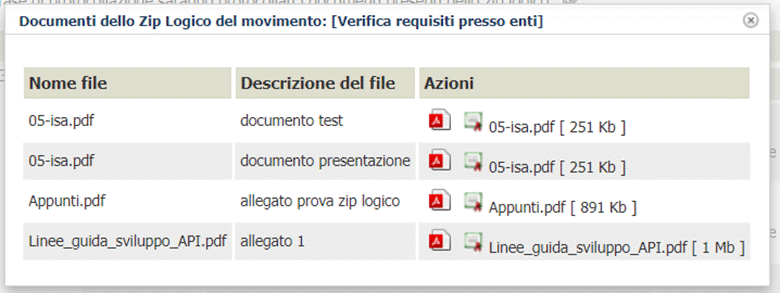 Documenti dello Zip Logico del movimento: [Verifica requisiti presso enti]
Nome file Descrizione del file Azioni
05-isa.pdf documento test 05-isa.pdf [ 251 Kb ]
05-isa.pdf documento presentazione 05-isa.pdf [ 251 Kb ]
Appunti.pdf allegato prova zip logico Appunti.pdf [ 891 Kb ]
Linee_guida_sviluppo_API.pdf allegato 1 Linee_guida_sviluppo_API.pdf [ 1 Mb ]